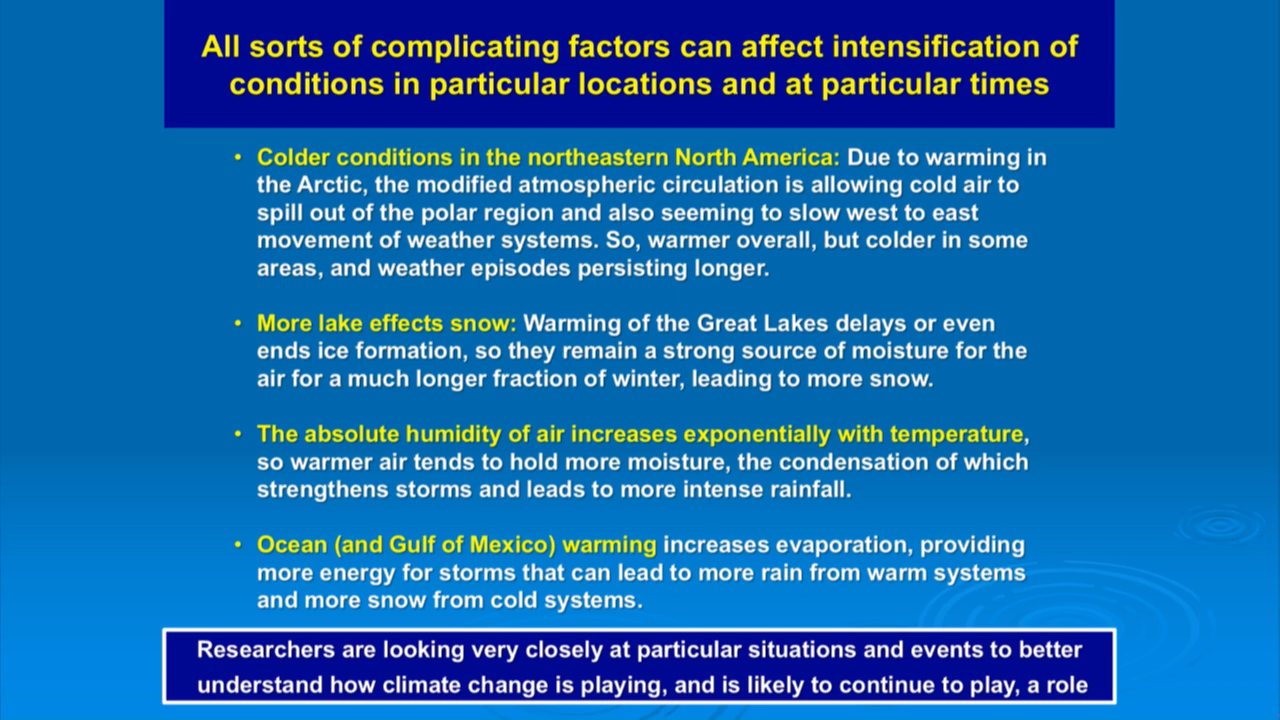 All sorts of complicating factors can affect intensification of
conditions in particular locations and at particular times
• Colder conditions in the northeastern North America: Due to warming in
the Arctic, the modified atmospheric circulation is allowing cold air to
spill out of the polar region and also seeming to slow west to east
movement of weather systems. So, warmer overall, but colder in some
areas, and weather episodes persisting longer.
• More lake effects snow: Warming of the Great Lakes delays or even
ends ice formation, so they remain a strong source of moisture for the
air for a much longer fraction of winter, leading to more snow.
• The absolute humidity of air increases exponentially with temperature,
so warmer air tends to hold more moisture, the condensation of which
strengthens storms and leads to more intense rainfall.
• Ocean (and Gulf of Mexico) warming increases evaporation, providing
more energy for storms that can lead to more rain from warm systems
and more snow from cold systems.
Researchers are looking very closely at particular situations and events to better
understand how climate change is playing, and is likely to continue to play, a role